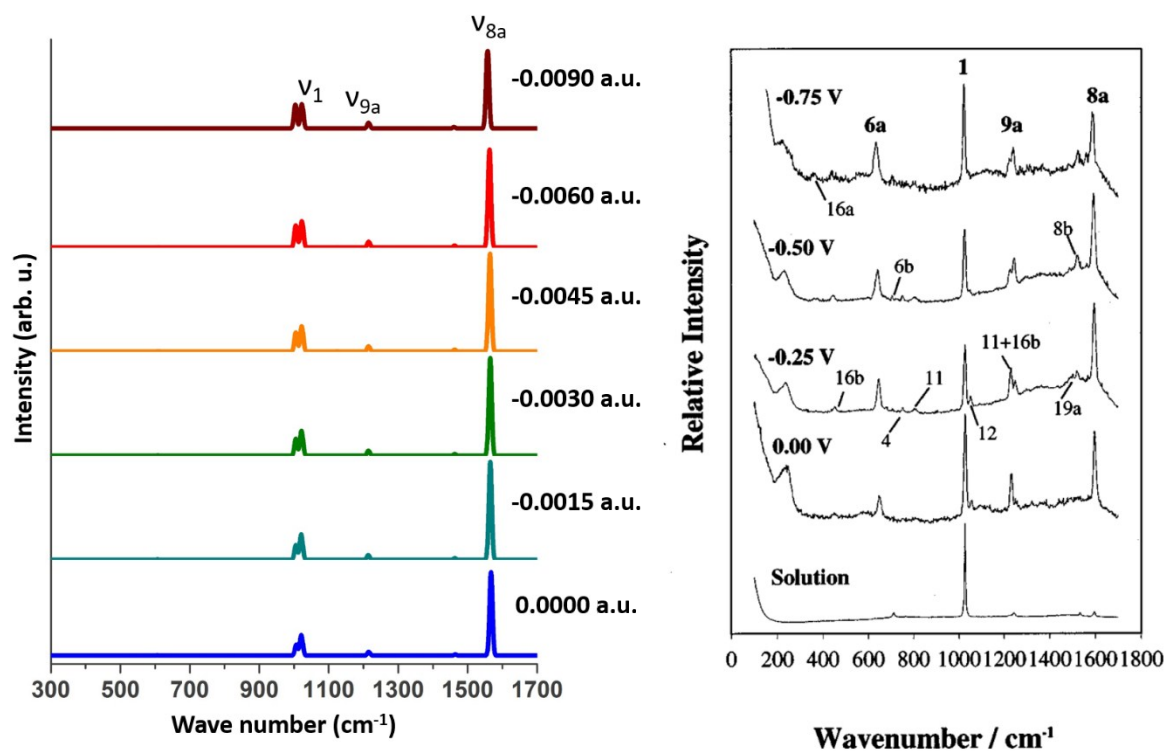 ν8a
ν1
ν9a
-0.0090 a.u.
-0.0060 a.u.
-0.0045 a.u.
-0.0030 a.u.
-0.0015 a.u.
0.0000 a.u.
Intensity (arb. u.)
300 500 700 900 1100 1300 1500 1700
Wave number (cm-1)
1
8a
-0.75 V
6a
9a
16a
-0.50 V
8b
6b
11+16b
-0.25 V
16b
11
4
12
19a
0.00 V
Solution
Relative Intensity
0 200 400 600 800 1000 1200 1400 1600 1800
Wavenumber / cm-1